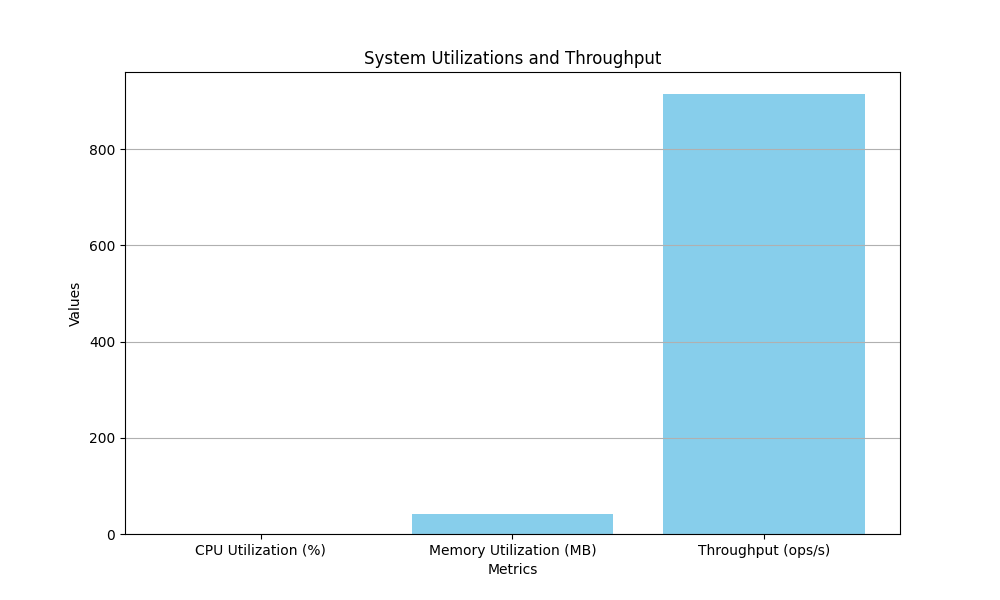 System Utilizations and Throughput
Values
800
600
400
200
0
CPU Utilization (%)
Memory Utilization (MB)
Throughput (ops/s)
Metrics